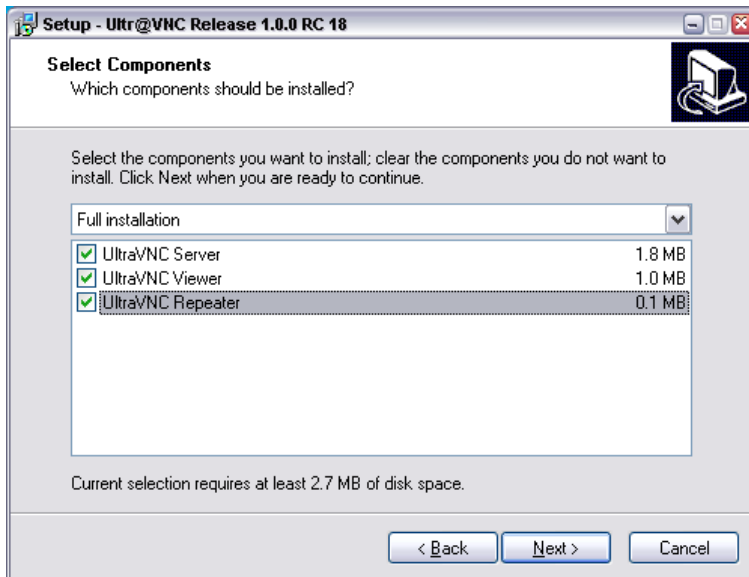 Setup - Ultr@VNC Release 1.0.0 RC 18
Select Components
Which components should be installed?
Select the components you want to install; clear the components you do not want to
install. Click Next when you are ready to continue.
Full installation
UltraVNC Server 1.8 MB
UltraVNC Viewer 1.0 MB
UltraVNC Repeater 0.1 MB
Current selection requires at least 2.7 MB of disk space.
< Back Next > Cancel